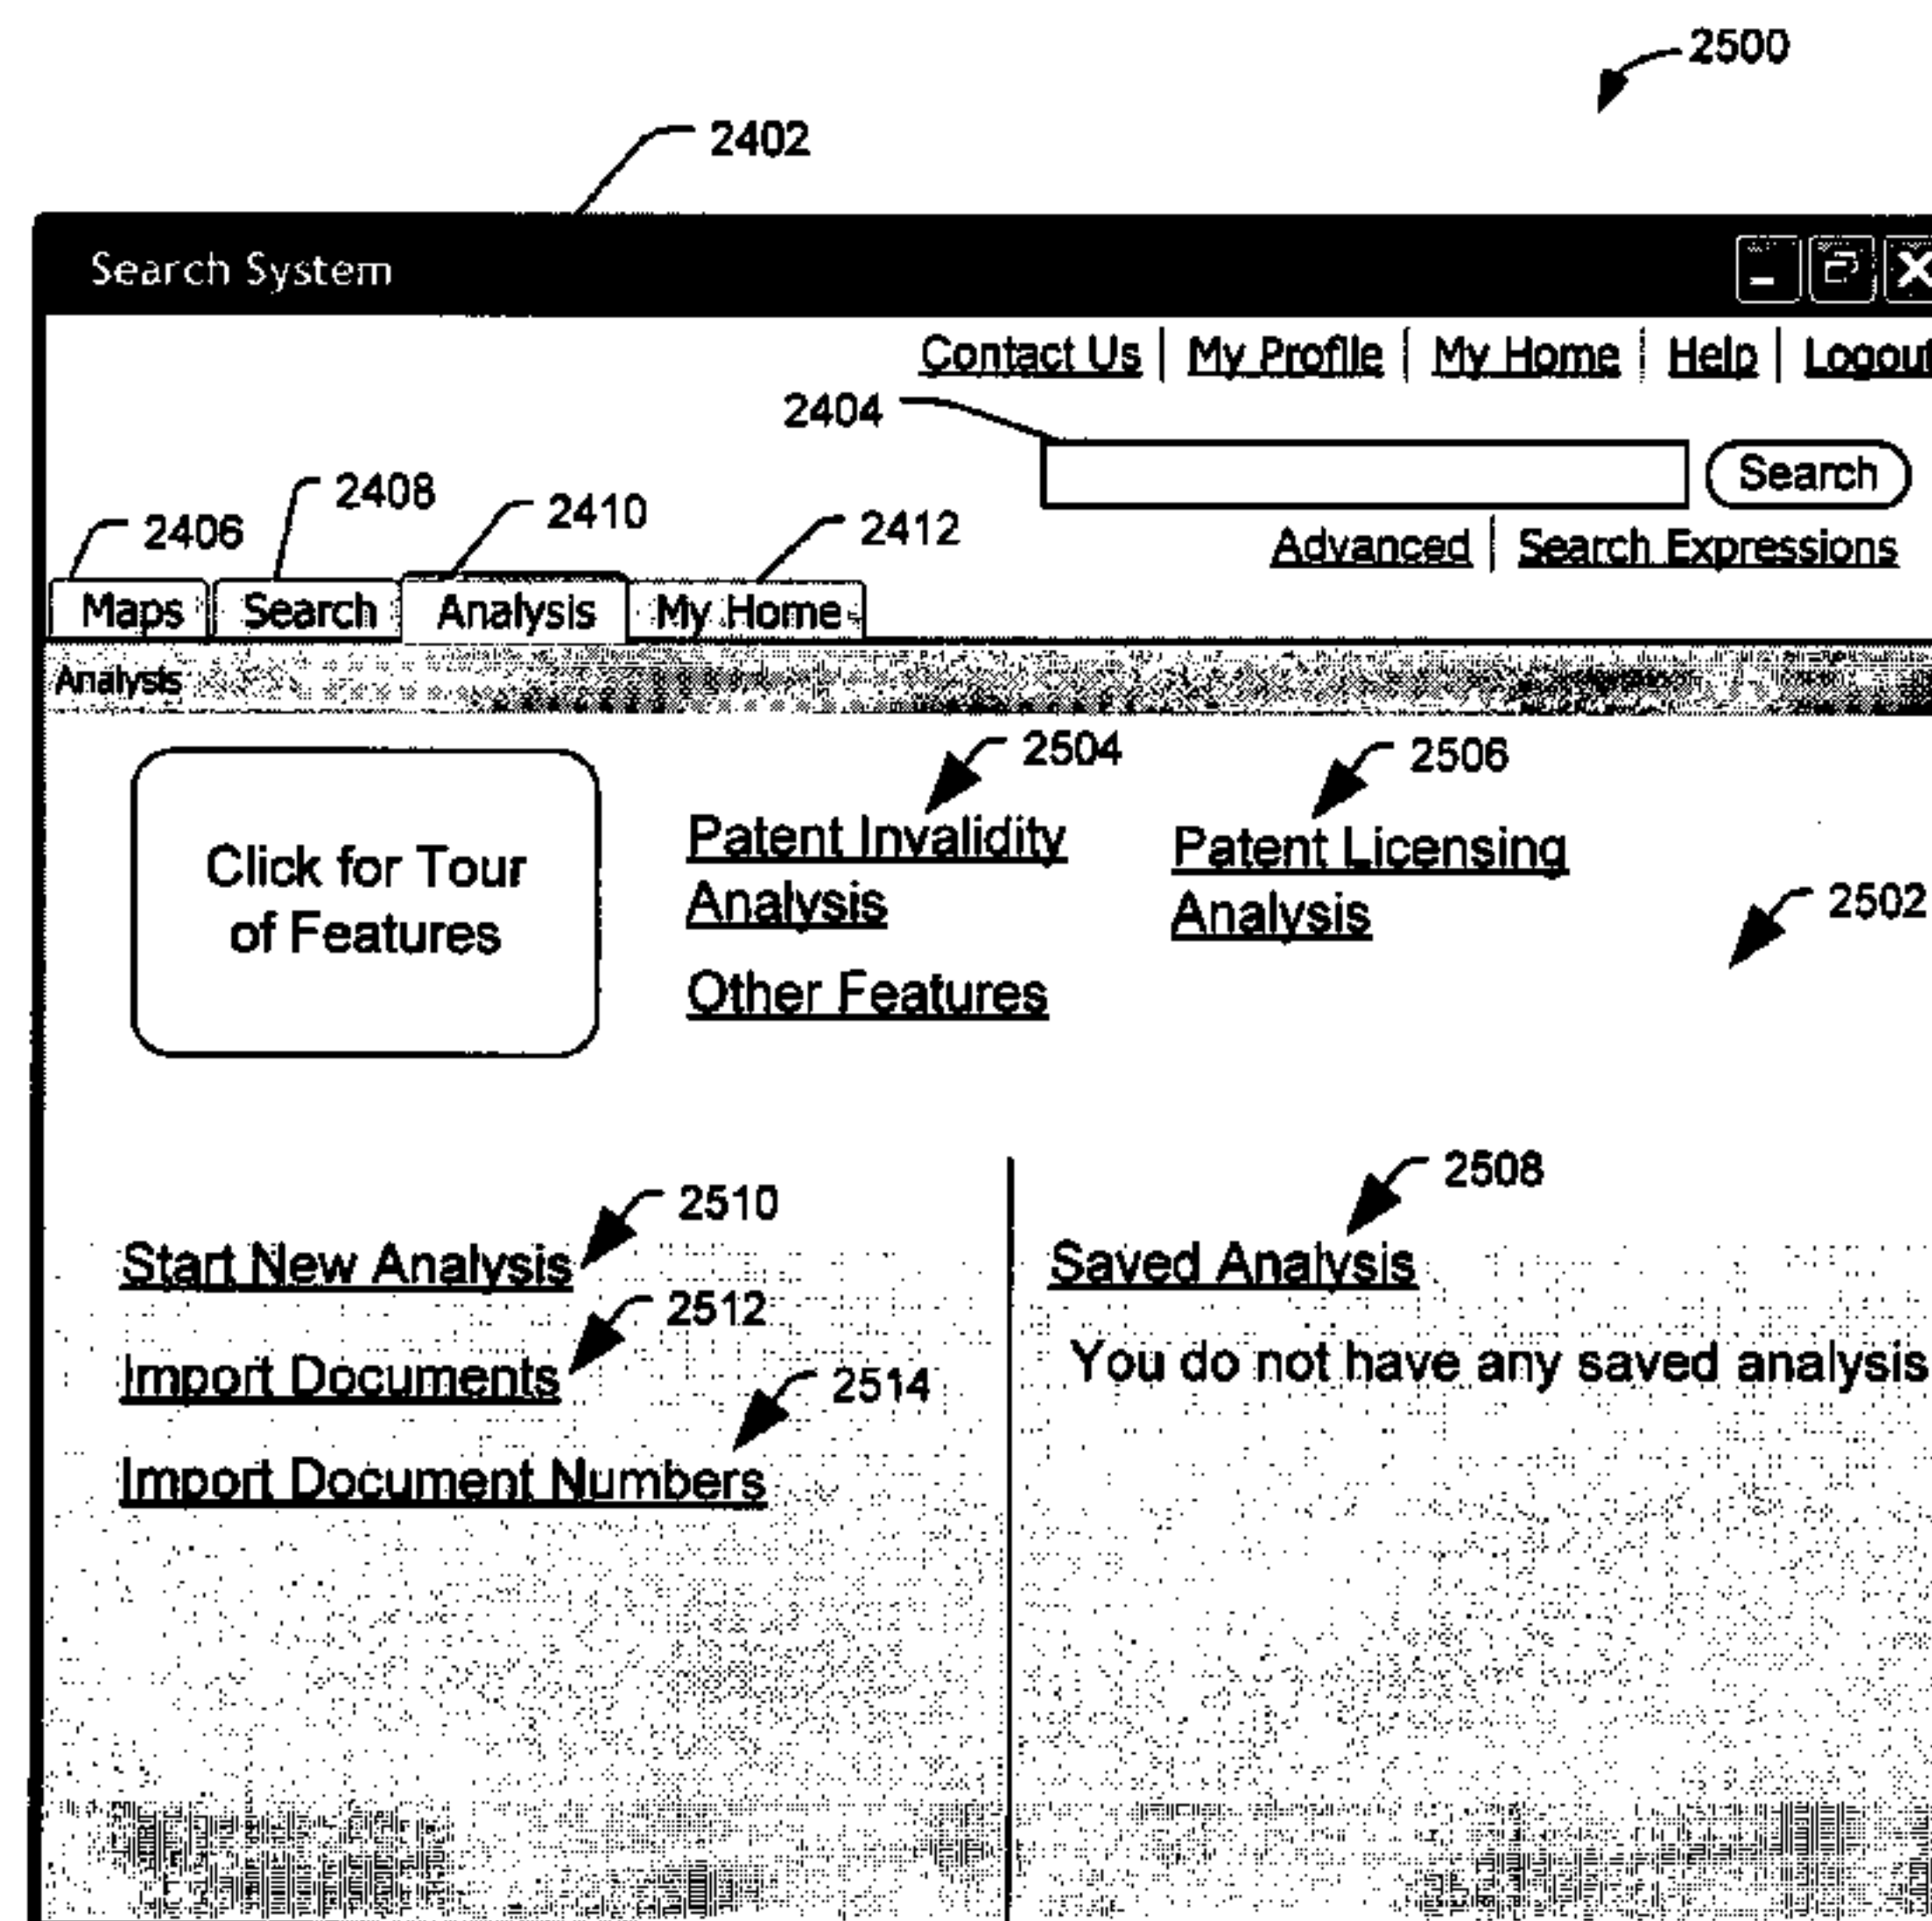 2500
2402
Search System
Contact Us | My Profile | My Home | Help | Logout
2404
Search
2406 2408 2410 2412
Advanced | Search Expressions
Maps Search Analysis My Home
Analysis
2504 2506
Click for Tour
of Features
Patent Invalidity
Analysis
Patent Licensing
Analysis
2502
Other Features
2508
2510
Start New Analysis
Saved Analysis
2512
Import Documents
You do not have any saved analysis
2514
Import Document Numbers